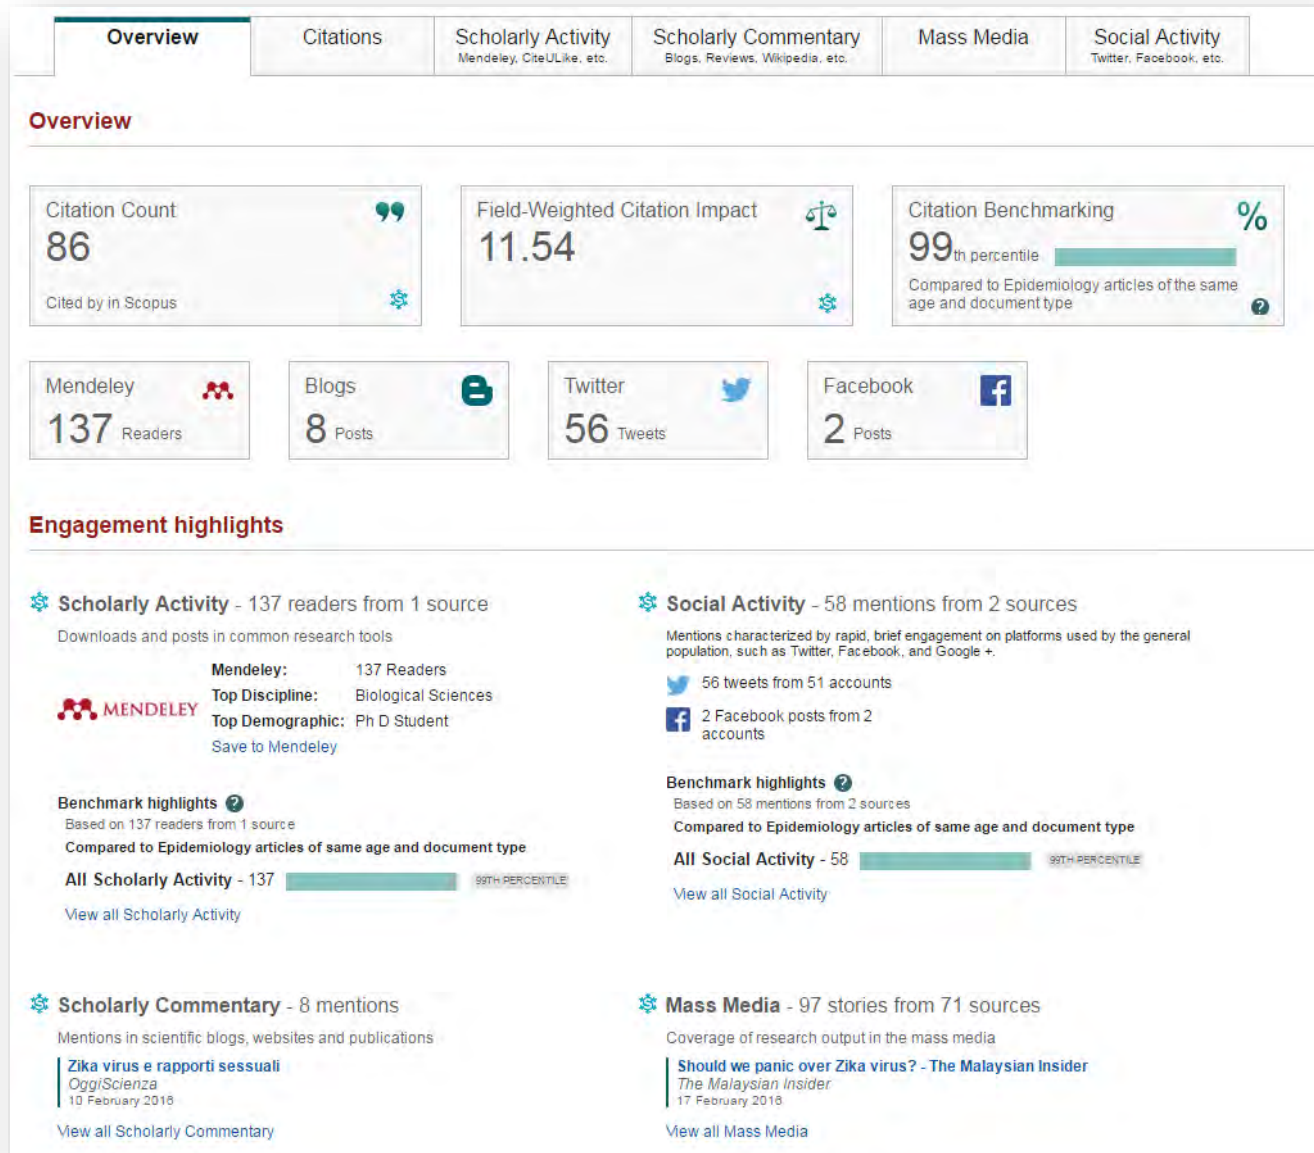 Overview
Citations
Scholarly Activity
Mendeley, CiteULike, etc.
Scholarly Commentary
Blogs, Reviews, Wikipedia, etc.
Mass Media
Social Activity
Twitter, Facebook, etc.
Overview
Citation Count
86
Cited by in Scopus
Field-Weighted Citation Impact
11.54
Citation Benchmarking
%
99th percentile
Compared to Epidemiology articles of the same
age and document type
Mendeley
137 Readers
Blogs
8 Posts
Twitter
56 Tweets
Facebook
2 Posts
Engagement highlights
Scholarly Activity - 137 readers from 1 source
Downloads and posts in common research tools
MENDELEY
Mendeley: 137 Readers
Top Discipline: Biological Sciences
Top Demographic: Ph D Student
Save to Mendeley
Benchmark highlights ?
Based on 137 readers from 1 source
Compared to Epidemiology articles of same age and document type
All Scholarly Activity - 137 99TH PERCENTILE
View all Scholarly Activity
Social Activity - 58 mentions from 2 sources
Mentions characterized by rapid, brief engagement on platforms used by the general
population, such as Twitter, Facebook, and Google +.
56 tweets from 51 accounts
2 Facebook posts from 2
accounts
Benchmark highlights ?
Based on 58 mentions from 2 sources
Compared to Epidemiology articles of same age and document type
All Social Activity - 58 99TH PERCENTILE
View all Social Activity
Scholarly Commentary - 8 mentions
Mentions in scientific blogs, websites and publications
Zika virus e rapporti sessuali
OggiScienza
10 February 2016
View all Scholarly Commentary
Mass Media - 97 stories from 71 sources
Coverage of research output in the mass media
Should we panic over Zika virus? - The Malaysian Insider
The Malaysian Insider
17 February 2016
View all Mass Media